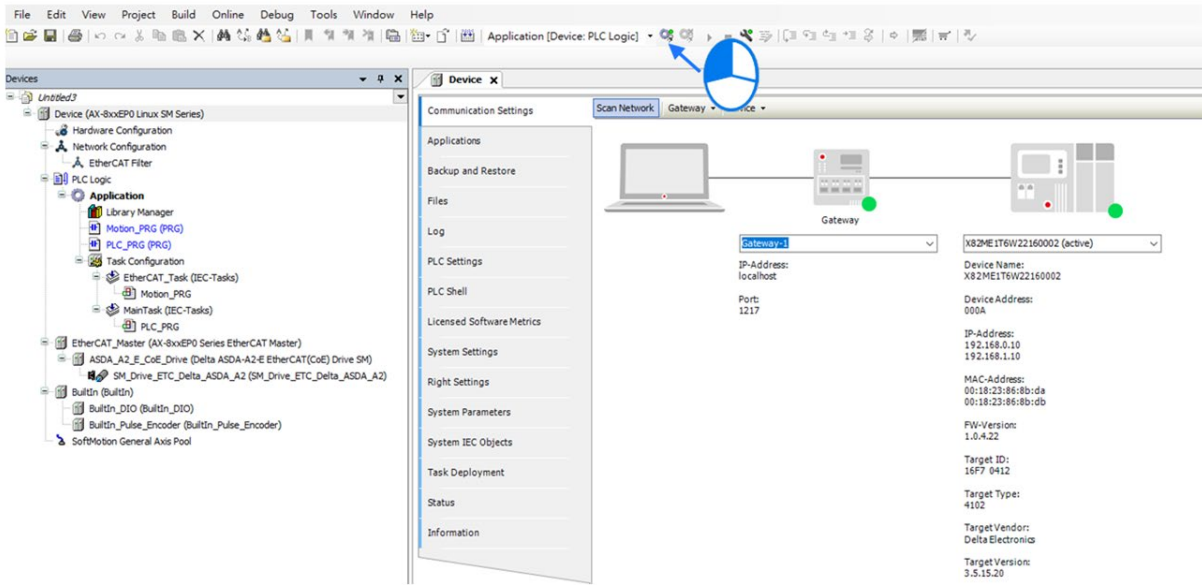 File Edit View Project Build Online Debug Tools Window Help
Application [Device: PLC Logic]
Devices
Untitled3
Device (AX-8xxEP0 Linux SM Series)
Hardware Configuration
Network Configuration
EtherCAT Filter
PLC Logic
Application
Library Manager
Motion_PRG (PRG)
PLC_PRG (PRG)
Task Configuration
EtherCAT_Task (IEC-Tasks)
Motion_PRG
MainTask (IEC-Tasks)
PLC_PRG
EtherCAT_Master (AX-8xxEP0 Series EtherCAT Master)
ASDA_A2_E_CoE_Drive (Delta ASDA-A2-E EtherCAT(CoE) Drive SM)
SM_Drive_ETC_Delta_ASDA_A2 (SM_Drive_ETC_Delta_ASDA_A2)
BuiltIn (BuiltIn)
BuiltIn_DIO (BuiltIn_DIO)
BuiltIn_Pulse_Encoder (BuiltIn_Pulse_Encoder)
SoftMotion General Axis Pool
Device
Communication Settings
Applications
Backup and Restore
Files
Log
PLC Settings
PLC Shell
Licensed Software Metrics
System Settings
Right Settings
System Parameters
System IEC Objects
Task Deployment
Status
Information
Scan Network Gateway
Gateway
Gateway-1
IP-Address:
localhost
Port:
1217
X82ME1T6W22160002 (active)
Device Name:
X82ME1T6W22160002
Device Address:
000A
IP-Address:
192.168.0.10
192.168.1.10
MAC-Address:
00:18:23:86:8b:da
00:18:23:86:8b:db
FW-Version:
1.0.4.22
Target ID:
16F7 0412
Target Type:
4102
Target Vendor:
Delta Electronics
Target Version:
3.5.15.20